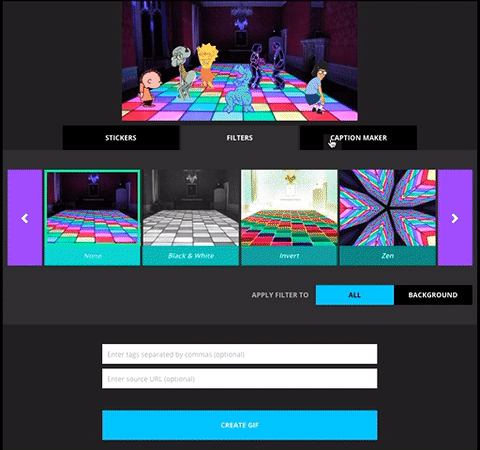 STICKERS
FILTERS
CAPTION MAKER
None
Black & White
Invert
Zen
APPLY FILTER TO
ALL
BACKGROUND
Enter tags separated by commas (optional)
Enter source URL (optional)
CREATE GIF